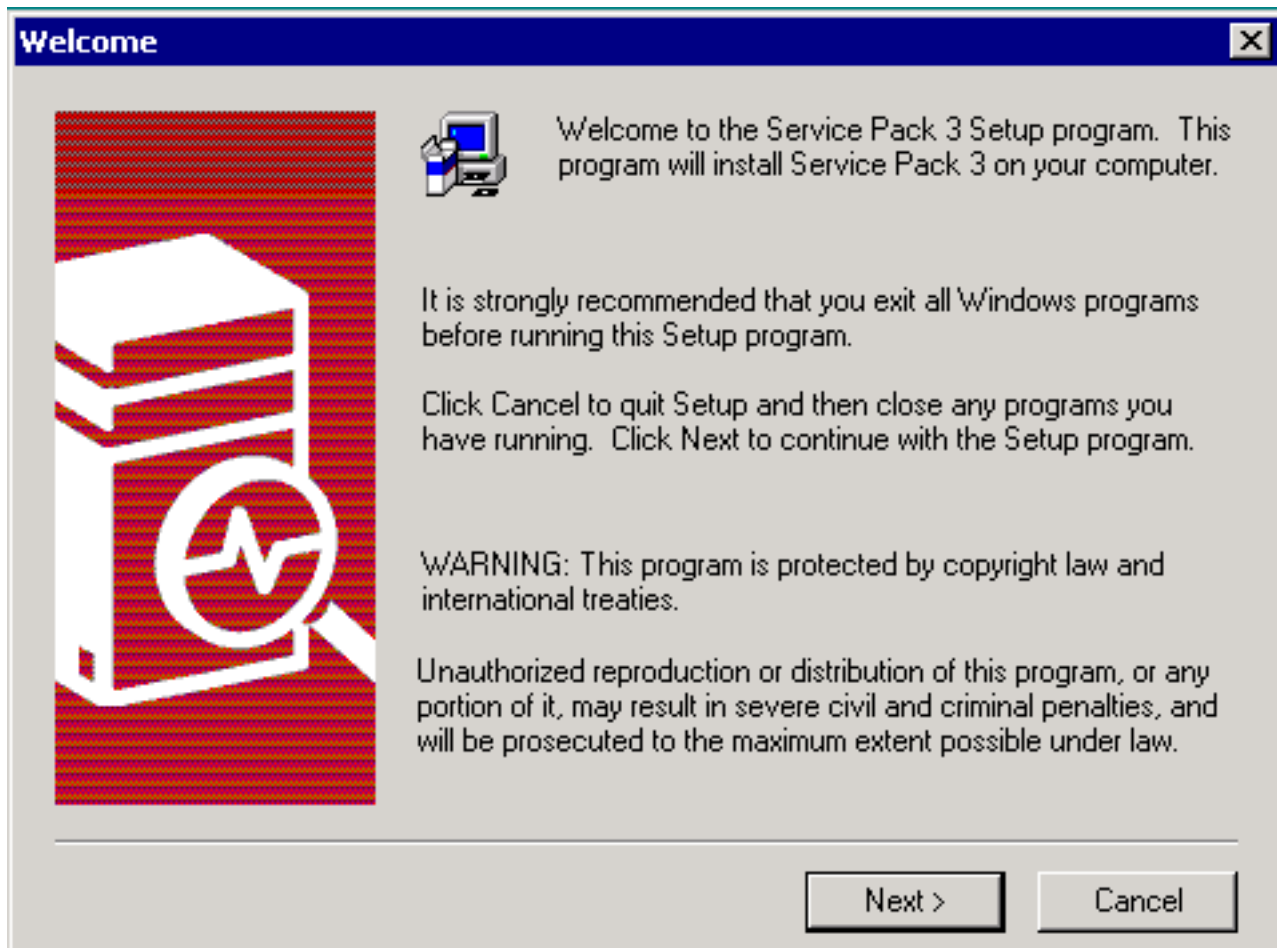 Welcome
Welcome to the Service Pack 3 Setup program.  This
program will install Service Pack 3 on your computer.
It is strongly recommended that you exit all Windows programs
before running this Setup program.
Click Cancel to quit Setup and then close any programs you
have running.  Click Next to continue with the Setup program.
WARNING: This program is protected by copyright law and
international treaties.
Unauthorized reproduction or distribution of this program, or any
portion of it, may result in severe civil and criminal penalties, and
will be prosecuted to the maximum extent possible under law.
Next >
Cancel